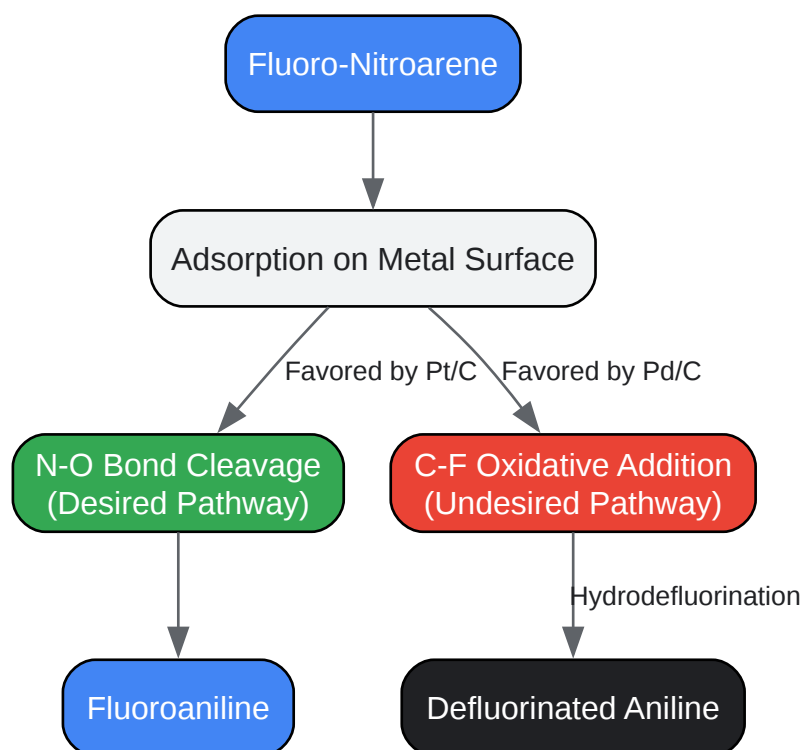 Fluoro-Nitroarene
Adsorption on Metal Surface
Favored by Pt/C
Favored by Pd/C
N-O Bond Cleavage
(Desired Pathway)
C-F Oxidative Addition
(Undesired Pathway)
Hydrodefluorination
Fluoroaniline
Defluorinated Aniline